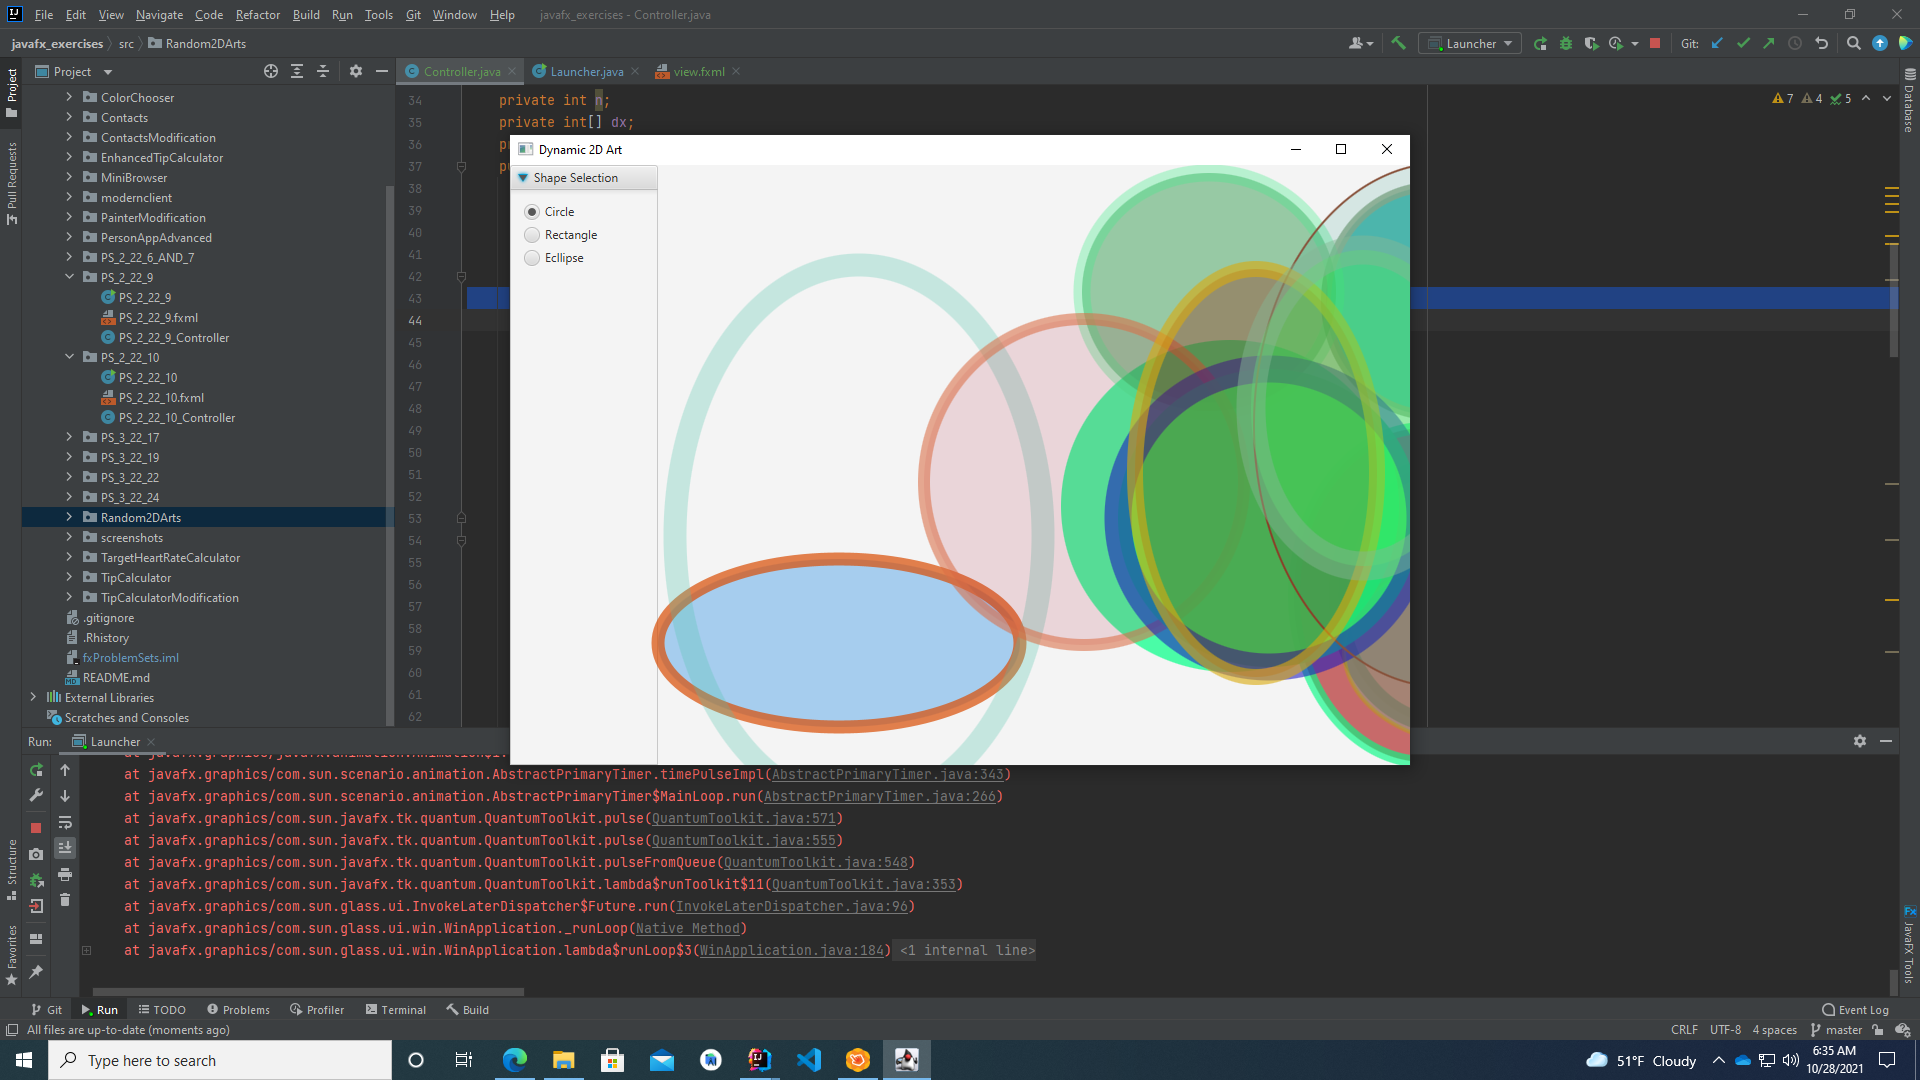 File Edit View Navigate Code Refactor Build Run Tools Git Window Help javafx_exercises - Controller.java
javafx_exercises src Random2DArts Launcher Git:
Project Controller.java Launcher.java view.fxml
Project
Pull Requests
Structure
Favorites
ColorChooser
Contacts
ContactsModification
EnhancedTipCalculator
MiniBrowser
modernclient
PainterModification
PersonAppAdvanced
PS_2_22_6_AND_7
PS_2_22_9
PS_2_22_9
PS_2_22_9.fxml
PS_2_22_9_Controller
PS_2_22_10
PS_2_22_10
PS_2_22_10.fxml
PS_2_22_10_Controller
PS_3_22_17
PS_3_22_19
PS_3_22_22
PS_3_22_24
Random2DArts
screenshots
TargetHeartRateCalculator
TipCalculator
TipCalculatorModification
.gitignore
.Rhistory
fxProblemSets.iml
README.md
External Libraries
Scratches and Consoles
34 private int n;
35 private int[] dx;
36 p
37 p
38
39
40
41
42
43
44
45
46
47
48
49
50
51
52
53
54
55
56
57
58
59
60
61
62
7 4 5
Database
JavaFX Tools
Dynamic 2D Art
Shape Selection
Circle
Rectangle
Ecllipse
Run: Launcher
at javafx.graphics/com.sun.scenario.animation.AbstractPrimaryTimer.timePulseImpl(AbstractPrimaryTimer.java:343)
at javafx.graphics/com.sun.scenario.animation.AbstractPrimaryTimer$MainLoop.run(AbstractPrimaryTimer.java:266)
at javafx.graphics/com.sun.javafx.tk.quantum.QuantumToolkit.pulse(QuantumToolkit.java:571)
at javafx.graphics/com.sun.javafx.tk.quantum.QuantumToolkit.pulse(QuantumToolkit.java:555)
at javafx.graphics/com.sun.javafx.tk.quantum.QuantumToolkit.pulseFromQueue(QuantumToolkit.java:548)
at javafx.graphics/com.sun.javafx.tk.quantum.QuantumToolkit.lambda$runToolkit$11(QuantumToolkit.java:353)
at javafx.graphics/com.sun.glass.ui.InvokeLaterDispatcher$Future.run(InvokeLaterDispatcher.java:96)
at javafx.graphics/com.sun.glass.ui.win.WinApplication._runLoop(Native Method)
at javafx.graphics/com.sun.glass.ui.win.WinApplication.lambda$runLoop$3(WinApplication.java:184) <1 internal line>
Git Run TODO Problems Profiler Terminal Build Event Log
All files are up-to-date (moments ago) CRLF UTF-8 4 spaces master
Type here to search 51°F Cloudy 6:35 AM
10/28/2021